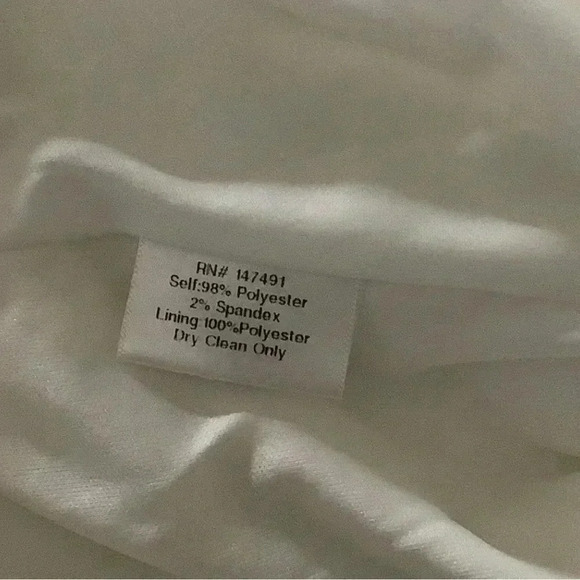 RN# 147491
Self:98% Polyester
2% Spandex
Lining 100%Polyester
Dry Clean Only